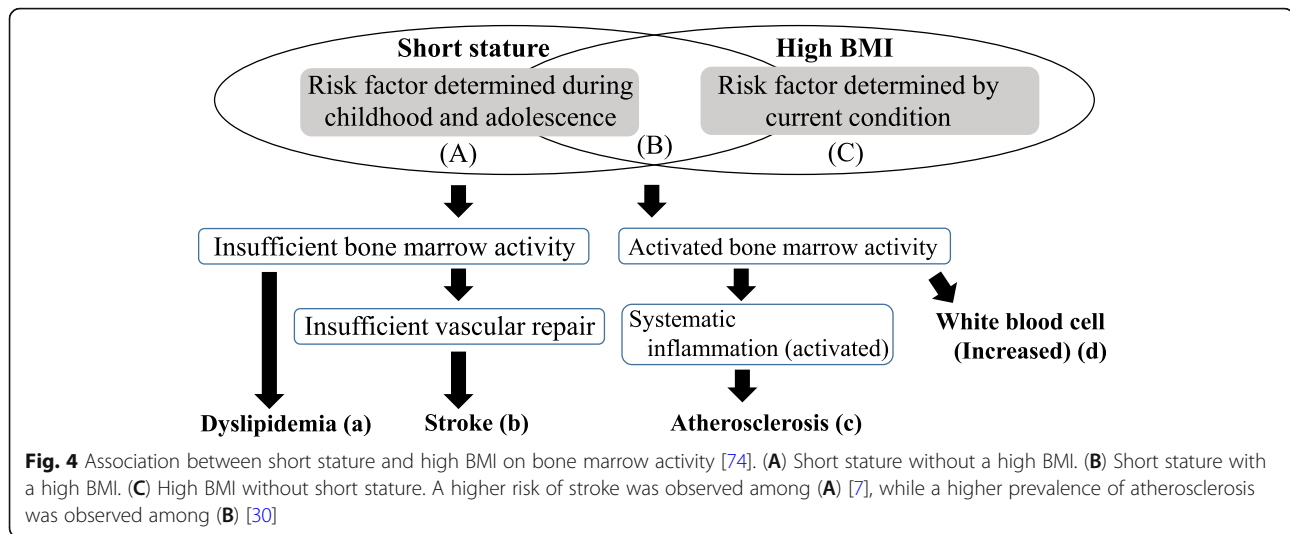 Short stature
High BMI
Risk factor determined during
childhood and adolescence
Risk factor determined by
current condition
(A)
(B)
(C)
Insufficient bone marrow activity
Activated bone marrow activity
Insufficient vascular repair
Systematic
inflammation (activated)
White blood cell
(Increased) (d)
Dyslipidemia (a)
Stroke (b)
Atherosclerosis (c)
Fig. 4 Association between short stature and high BMI on bone marrow activity [74]. (A) Short stature without a high BMI. (B) Short stature with
a high BMI. (C) High BMI without short stature. A higher risk of stroke was observed among (A) [7], while a higher prevalence of atherosclerosis
was observed among (B) [30]